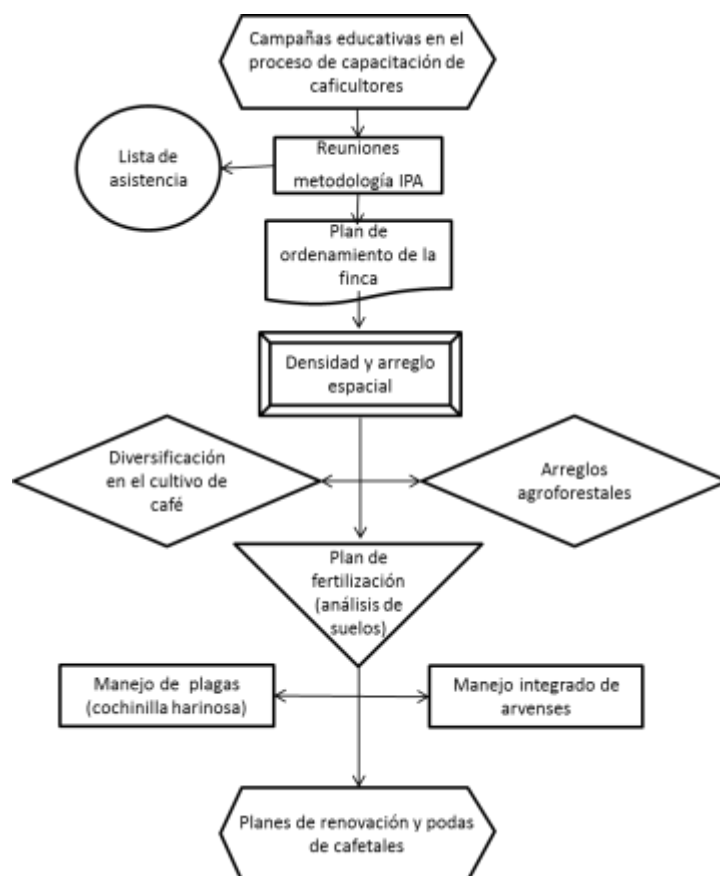 Campañas educativas en el
proceso de capacitación de
caficultores
Lista de
asistencia
Reuniones
metodología IPA
Plan de
ordenamiento de la
finca
Densidad y arreglo
espacial
Diversificación
en el cultivo de
café
Arreglos
agroforestales
Plan de
fertilización
(análisis de
suelos)
Manejo de plagas
(cochinilla harinosa)
Manejo integrado de
arvenses
Planes de renovación y podas
de cafetales